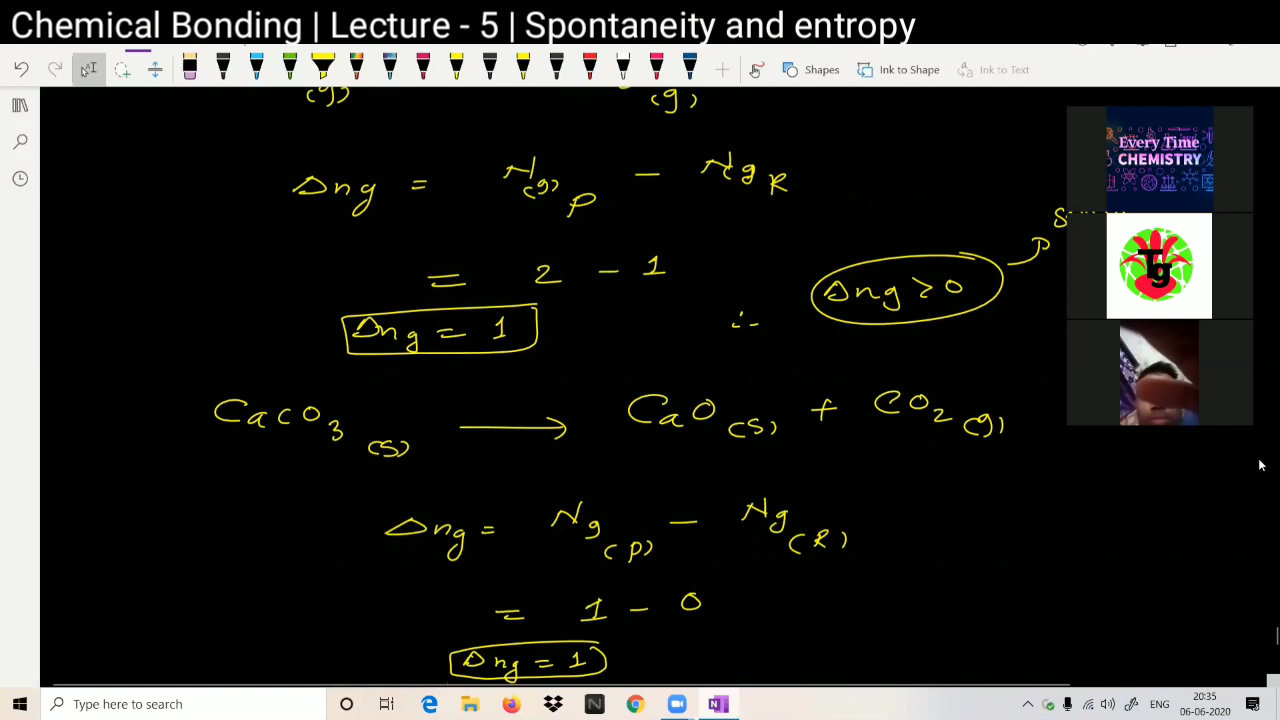 Chemical Bonding | Lecture - 5 | Spontaneity and entropy
Shapes
Ink to Shape
Ink to Text
(g)
(g)
Δng = N(g)P - NgR
= 2 - 1
Δng = 1
∴ Δng > 0
CaCO3 (s) ⟶ CaO (s) + CO2 (g)
Δng = Ng(P) - Ng(R)
= 1 - 0
Δng = 1
Every Time
CHEMISTRY
Tg
Type here to search
N
ENG
20:35
06-06-2020